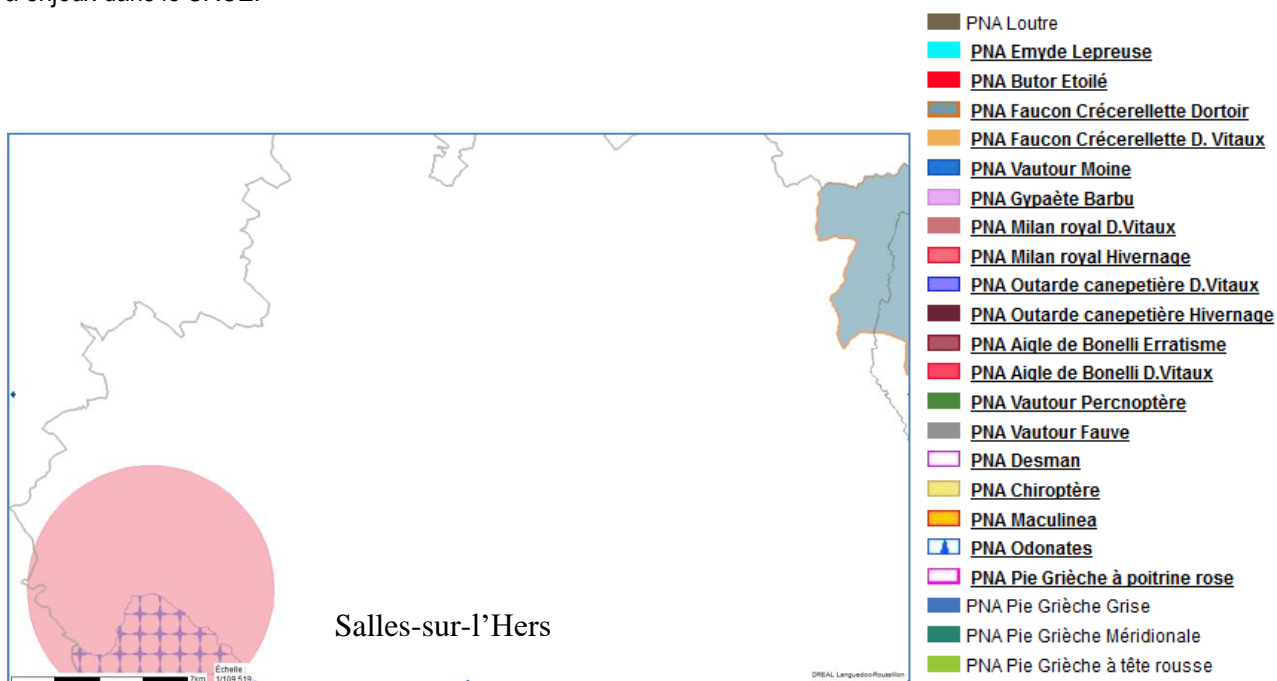 PNA Loutre
PNA Emyde Lepreuse
PNA Butor Etoilé
PNA Faucon Crécerellette Dortoir
PNA Faucon Crécerellette D. Vitaux
PNA Vautour Moine
PNA Gypaète Barbu
PNA Milan royal D.Vitaux
PNA Milan royal Hivernage
PNA Outarde canepetière D.Vitaux
PNA Outarde canepetière Hivernage
PNA Aigle de Bonelli Erratisme
PNA Aigle de Bonelli D.Vitaux
PNA Vautour Percnoptère
PNA Vautour Fauve
PNA Desman
PNA Chiroptère
PNA Maculinea
PNA Odonates
PNA Pie Grièche à poitrine rose
PNA Pie Grièche Grise
PNA Pie Grièche Méridionale
PNA Pie Grièche à tête rousse
Salles-sur-l'Hers
Échelle :
7km 1/109 519
DREAL Languedoc-Roussillon